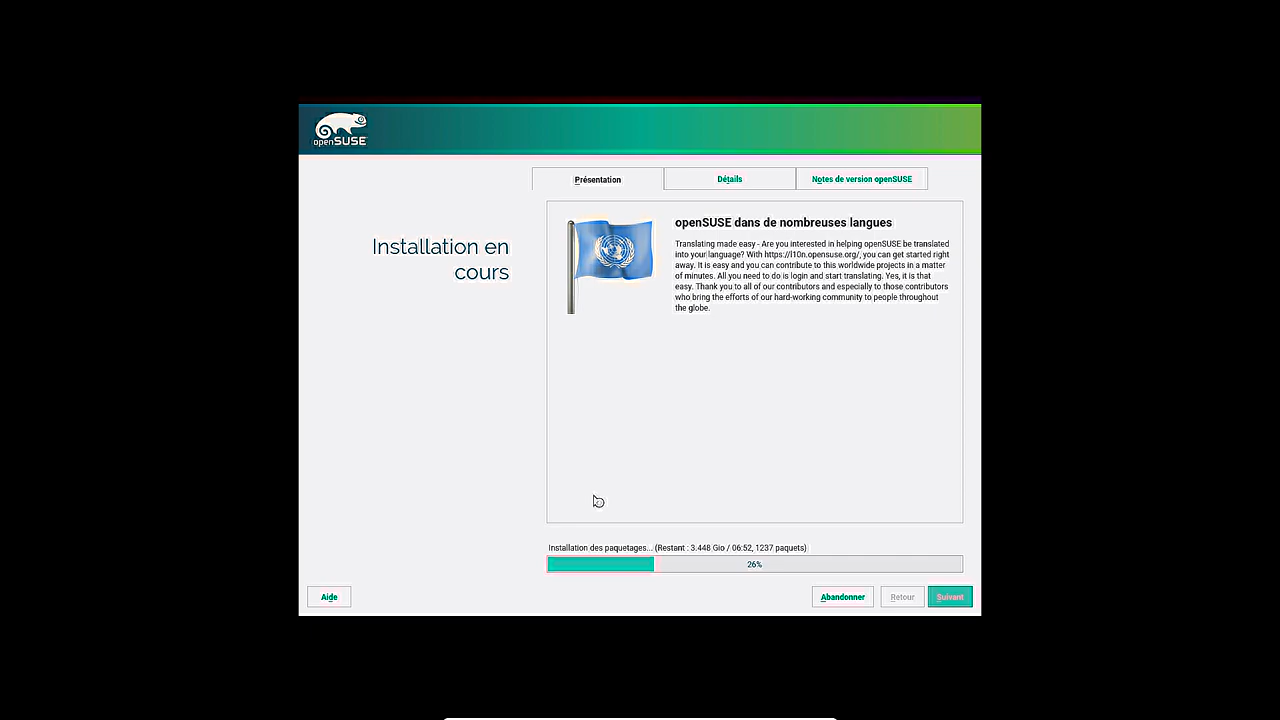 openSUSE
Présentation
Détails
Notes de version openSUSE
Installation en
cours
openSUSE dans de nombreuses langues
Translating made easy - Are you interested in helping openSUSE be translated
into your language? With https://l10n.opensuse.org/, you can get started right
away. It is easy and you can contribute to this worldwide projects in a matter
of minutes. All you need to do is login and start translating. Yes, it is that
easy. Thank you to all of our contributors and especially to those contributors
who bring the efforts of our hard-working community to people throughout
the globe.
Installation des paquetages... (Restant : 3.448 Gio / 06:52, 1237 paquets)
26%
Aide
Abandonner
Retour
Suivant